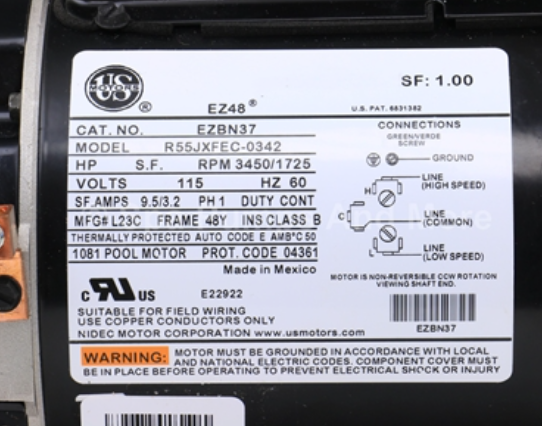 US
MOTORS
®
EZ48®
SF: 1.00
U.S. PAT. 6831382
CAT. NO. EZBN37
MODEL R55JXFEC-0342
HP S.F. RPM 3450/1725
VOLTS 115 HZ 60
SF.AMPS 9.5/3.2 PH 1 DUTY CONT
MFG# L23C FRAME 48Y INS CLASS B
THERMALLY PROTECTED AUTO CODE E AMB°C 50
1081 POOL MOTOR PROT. CODE 04361
Made in Mexico
CONNECTIONS
GREEN/VERDE
SCREW
GROUND
H
LINE
(HIGH SPEED)
C
LINE
(COMMON)
L
LINE
(LOW SPEED)
MOTOR IS NON-REVERSIBLE CCW ROTATION
VIEWING SHAFT END.
EZBN37
c RU US E22922
SUITABLE FOR FIELD WIRING
USE COPPER CONDUCTORS ONLY
NIDEC MOTOR CORPORATION www.usmotors.com
WARNING: MOTOR MUST BE GROUNDED IN ACCORDANCE WITH LOCAL
AND NATIONAL ELECTRIC CODES. COMPONENT COVER MUST
BE IN PLACE BEFORE OPERATING TO PREVENT ELECTRICAL SHOCK OR INJURY